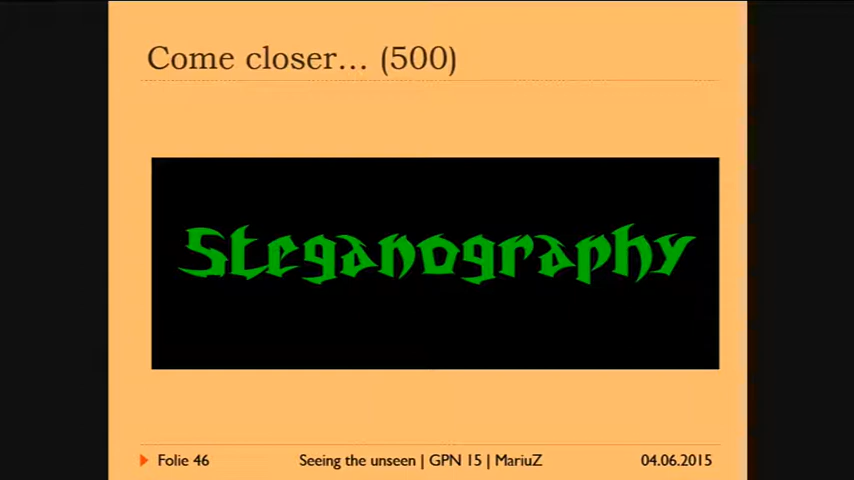 Come closer... (500)
Steganography
Folie 46
Seeing the unseen | GPN 15 | MariuZ
04.06.2015